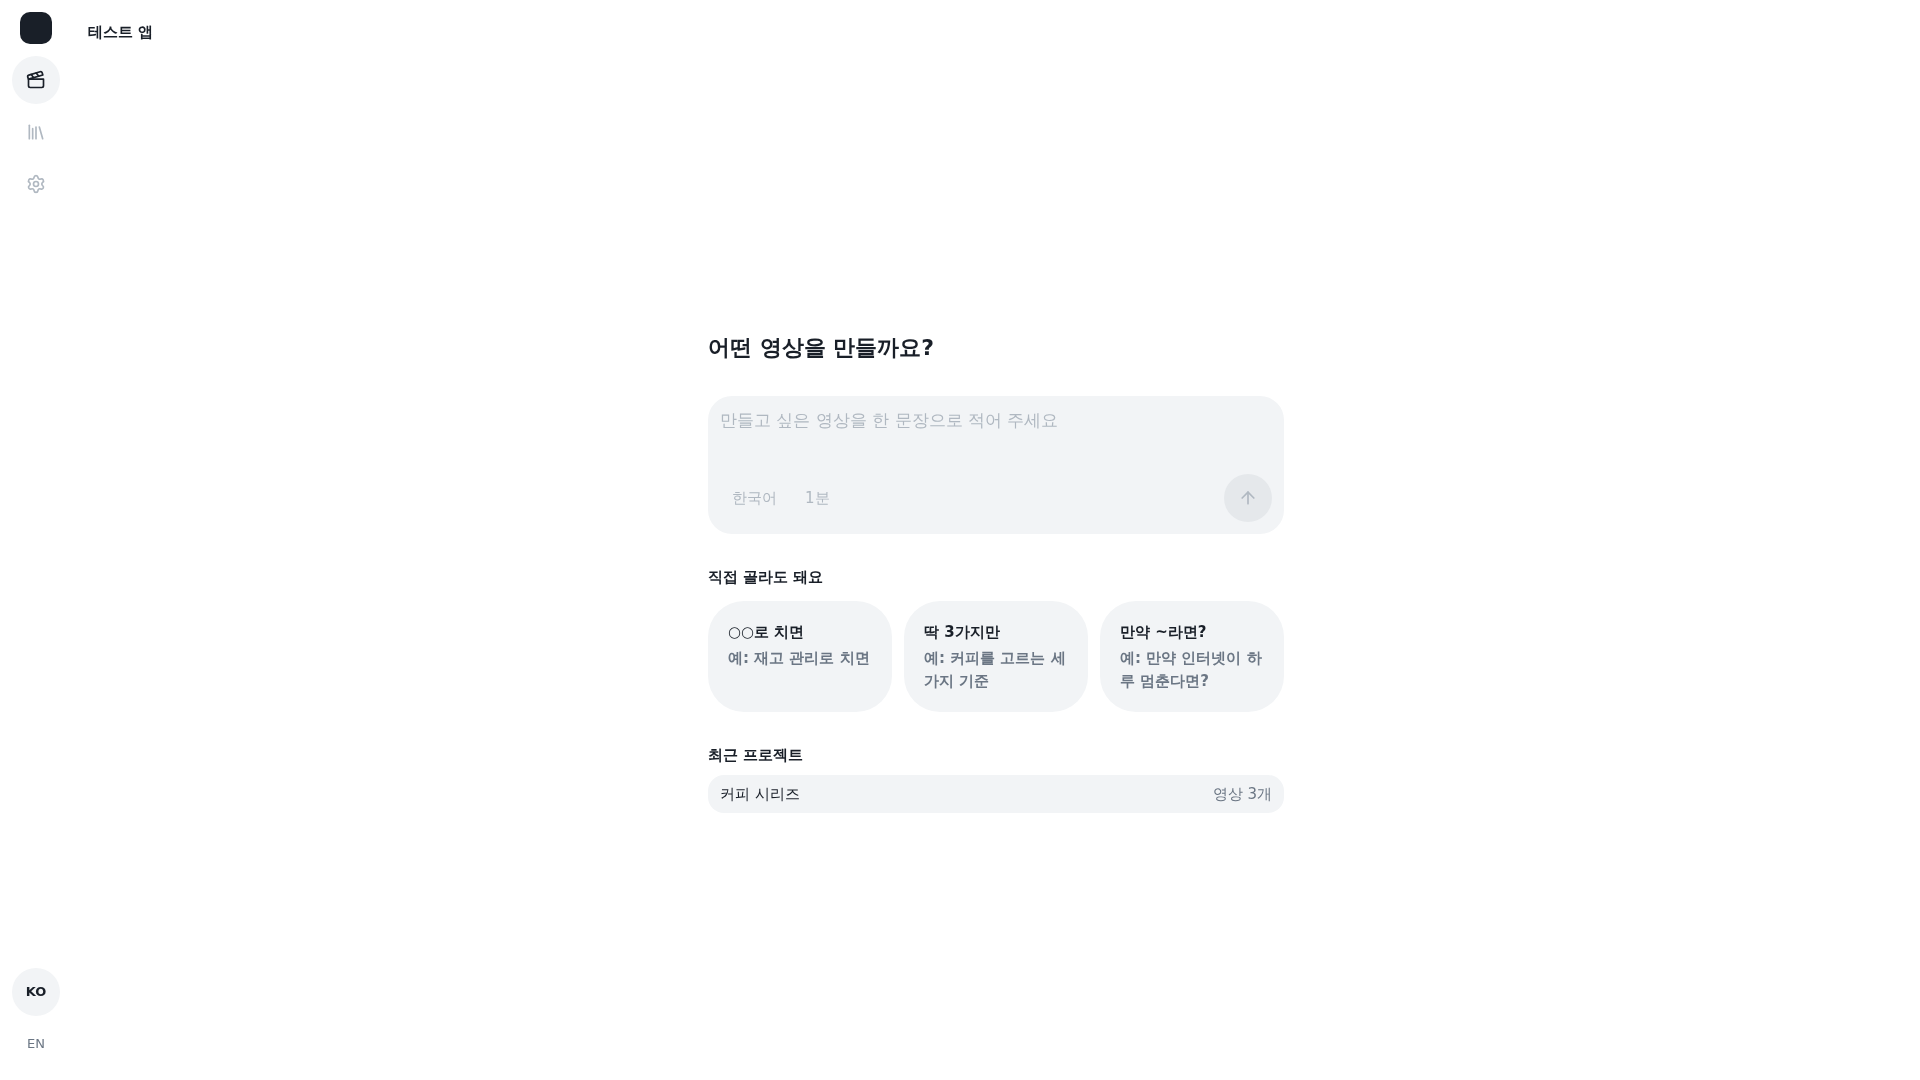 테스트 앱
어떤 영상을 만들까요?
만들고 싶은 영상을 한 문장으로 적어 주세요
한국어 1분
직접 골라도 돼요
○○로 치면
예: 재고 관리로 치면
딱 3가지만
예: 커피를 고르는 세
가지 기준
만약 ~라면?
예: 만약 인터넷이 하
루 멈춘다면?
최근 프로젝트
커피 시리즈 영상 3개
KO
EN